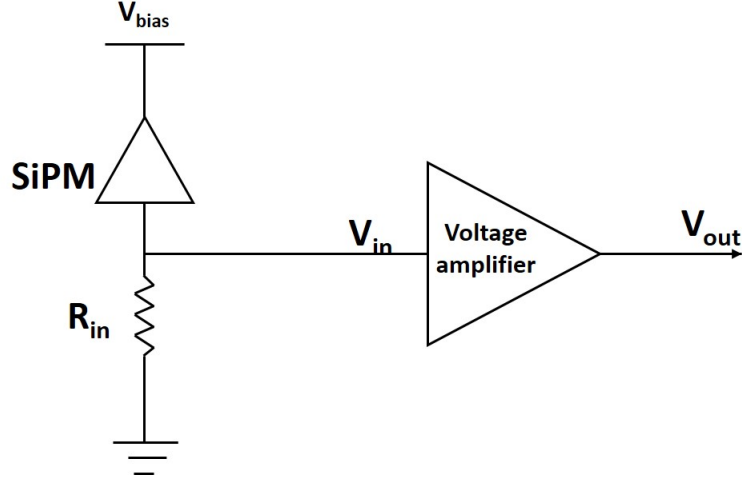 V_bias
SiPM
V_in
Voltage
amplifier
V_out
R_in